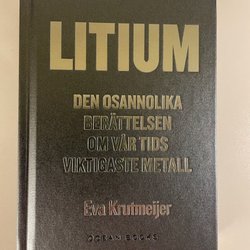 LITIUM
DEN OSANNOLIKA
BERÄTTELSEN
OM VÅR TIDS
VIKTIGASTE METALL
Eva Krutmeijer
OCEAN BOOKS